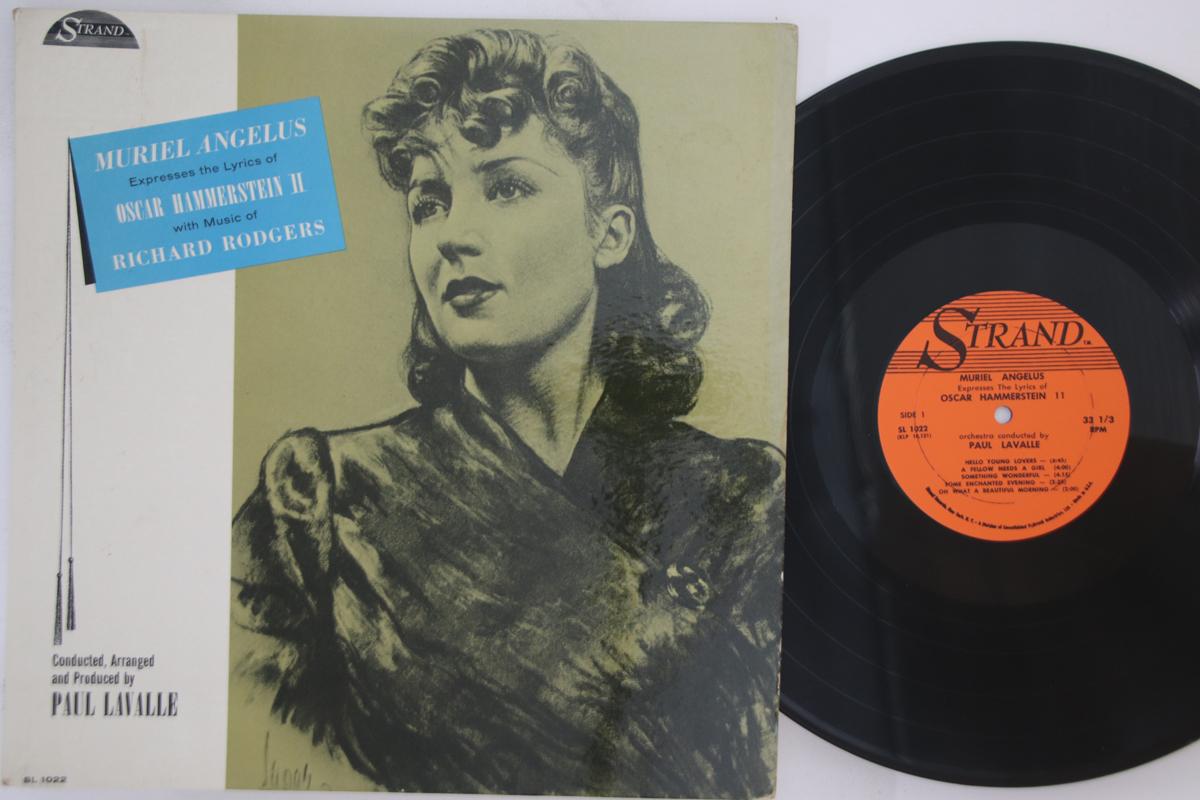 STRAND
MURIEL ANGELUS
Expresses the Lyrics of
OSCAR HAMMERSTEIN II
with Music of
RICHARD RODGERS
Conducted, Arranged
and Produced by
PAUL LAVALLE
SL 1022
STRAND TM.
MURIEL ANGELUS
Expresses The Lyrics of
OSCAR HAMMERSTEIN 11
SIDE 1
SL 1022
33 1/3
RPM
orchestra conducted by
PAUL LAVALLE
HELLO YOUNG LOVERS —
A FELLOW NEEDS A GIRL (4:00)
SOMETHING WONDERFUL —
SOME ENCHANTED EVENING —
OH WHAT A BEAUTIFUL MORNING —